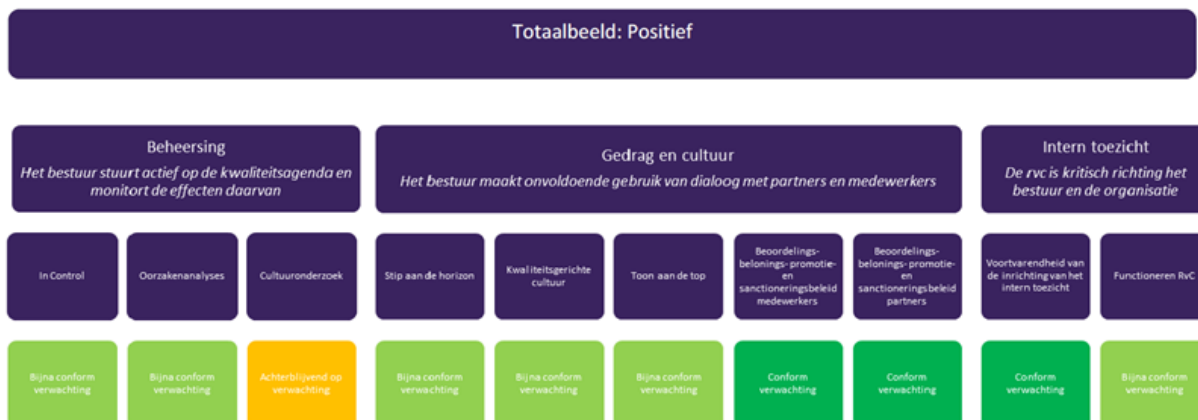 Totaalbeeld: Positief
Beheersing
Het bestuur stuurt actief op de kwaliteitsagenda en
monitort de effecten daarvan
Gedrag en cultuur
Het bestuur maakt onvoldoende gebruik van dialoog met partners en medewerkers
Intern toezicht
De rvc is kritisch richting het
bestuur en de organisatie
In Control
Oorzakenanalyses
Cultuuronderzoek
Stip aan de horizon
Kwaliteitsgerichte
cultuur
Toon aan de top
Beoordelings-
belonings- promotie-
en
sanctioneringsbeleid
medewerkers
Beoordelings-
belonings- promotie-
en
sanctioneringsbeleid
partners
Voortvarendheid van
de inrichting van het
intern toezicht
Functioneren RvC
Bijna conform
verwachting
Bijna conform
verwachting
Achterblijvend op
verwachting
Bijna conform
verwachting
Bijna conform
verwachting
Bijna conform
verwachting
Conform
verwachting
Conform
verwachting
Conform
verwachting
Bijna conform
verwachting